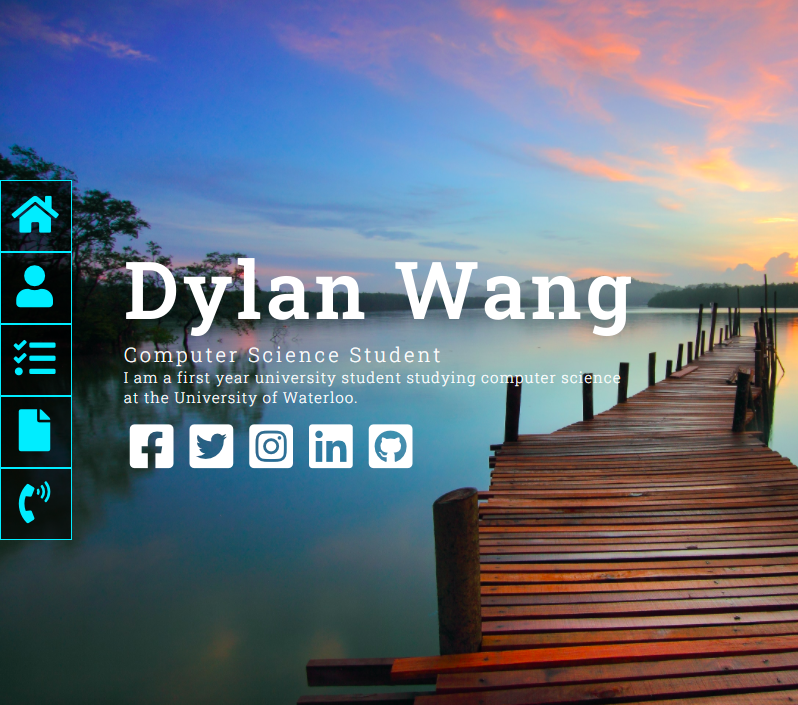 Dylan Wang
Computer Science Student
I am a first year university student studying computer science
at the University of Waterloo.